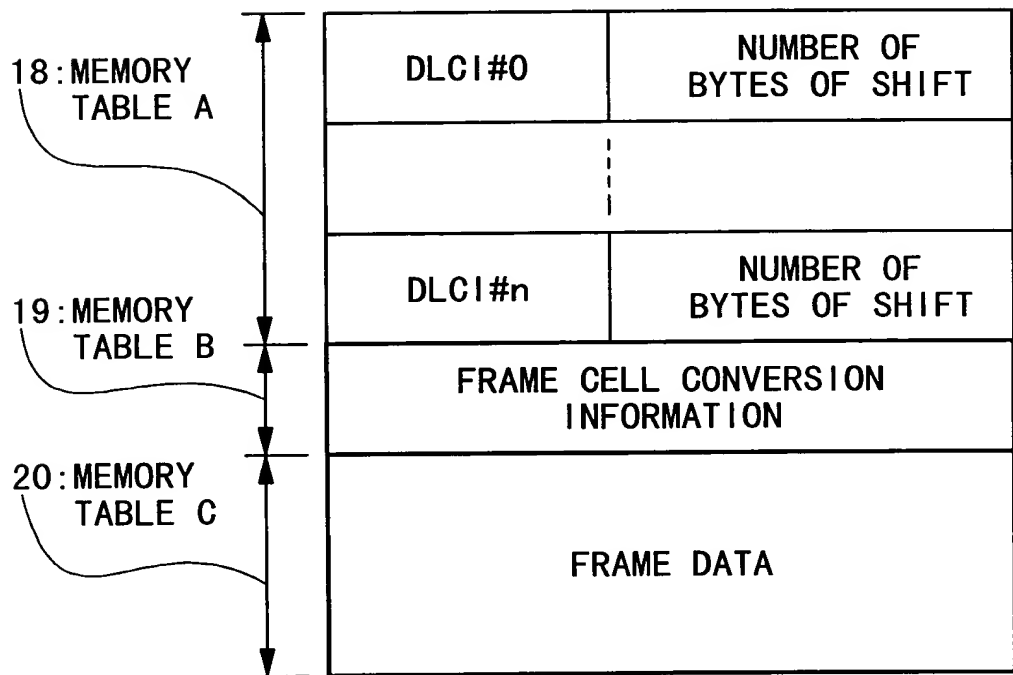 18:MEMORY
TABLE A
DLCI#0
NUMBER OF
BYTES OF SHIFT
DLCI#n
NUMBER OF
BYTES OF SHIFT
19:MEMORY
TABLE B
FRAME CELL CONVERSION
INFORMATION
20:MEMORY
TABLE C
FRAME DATA